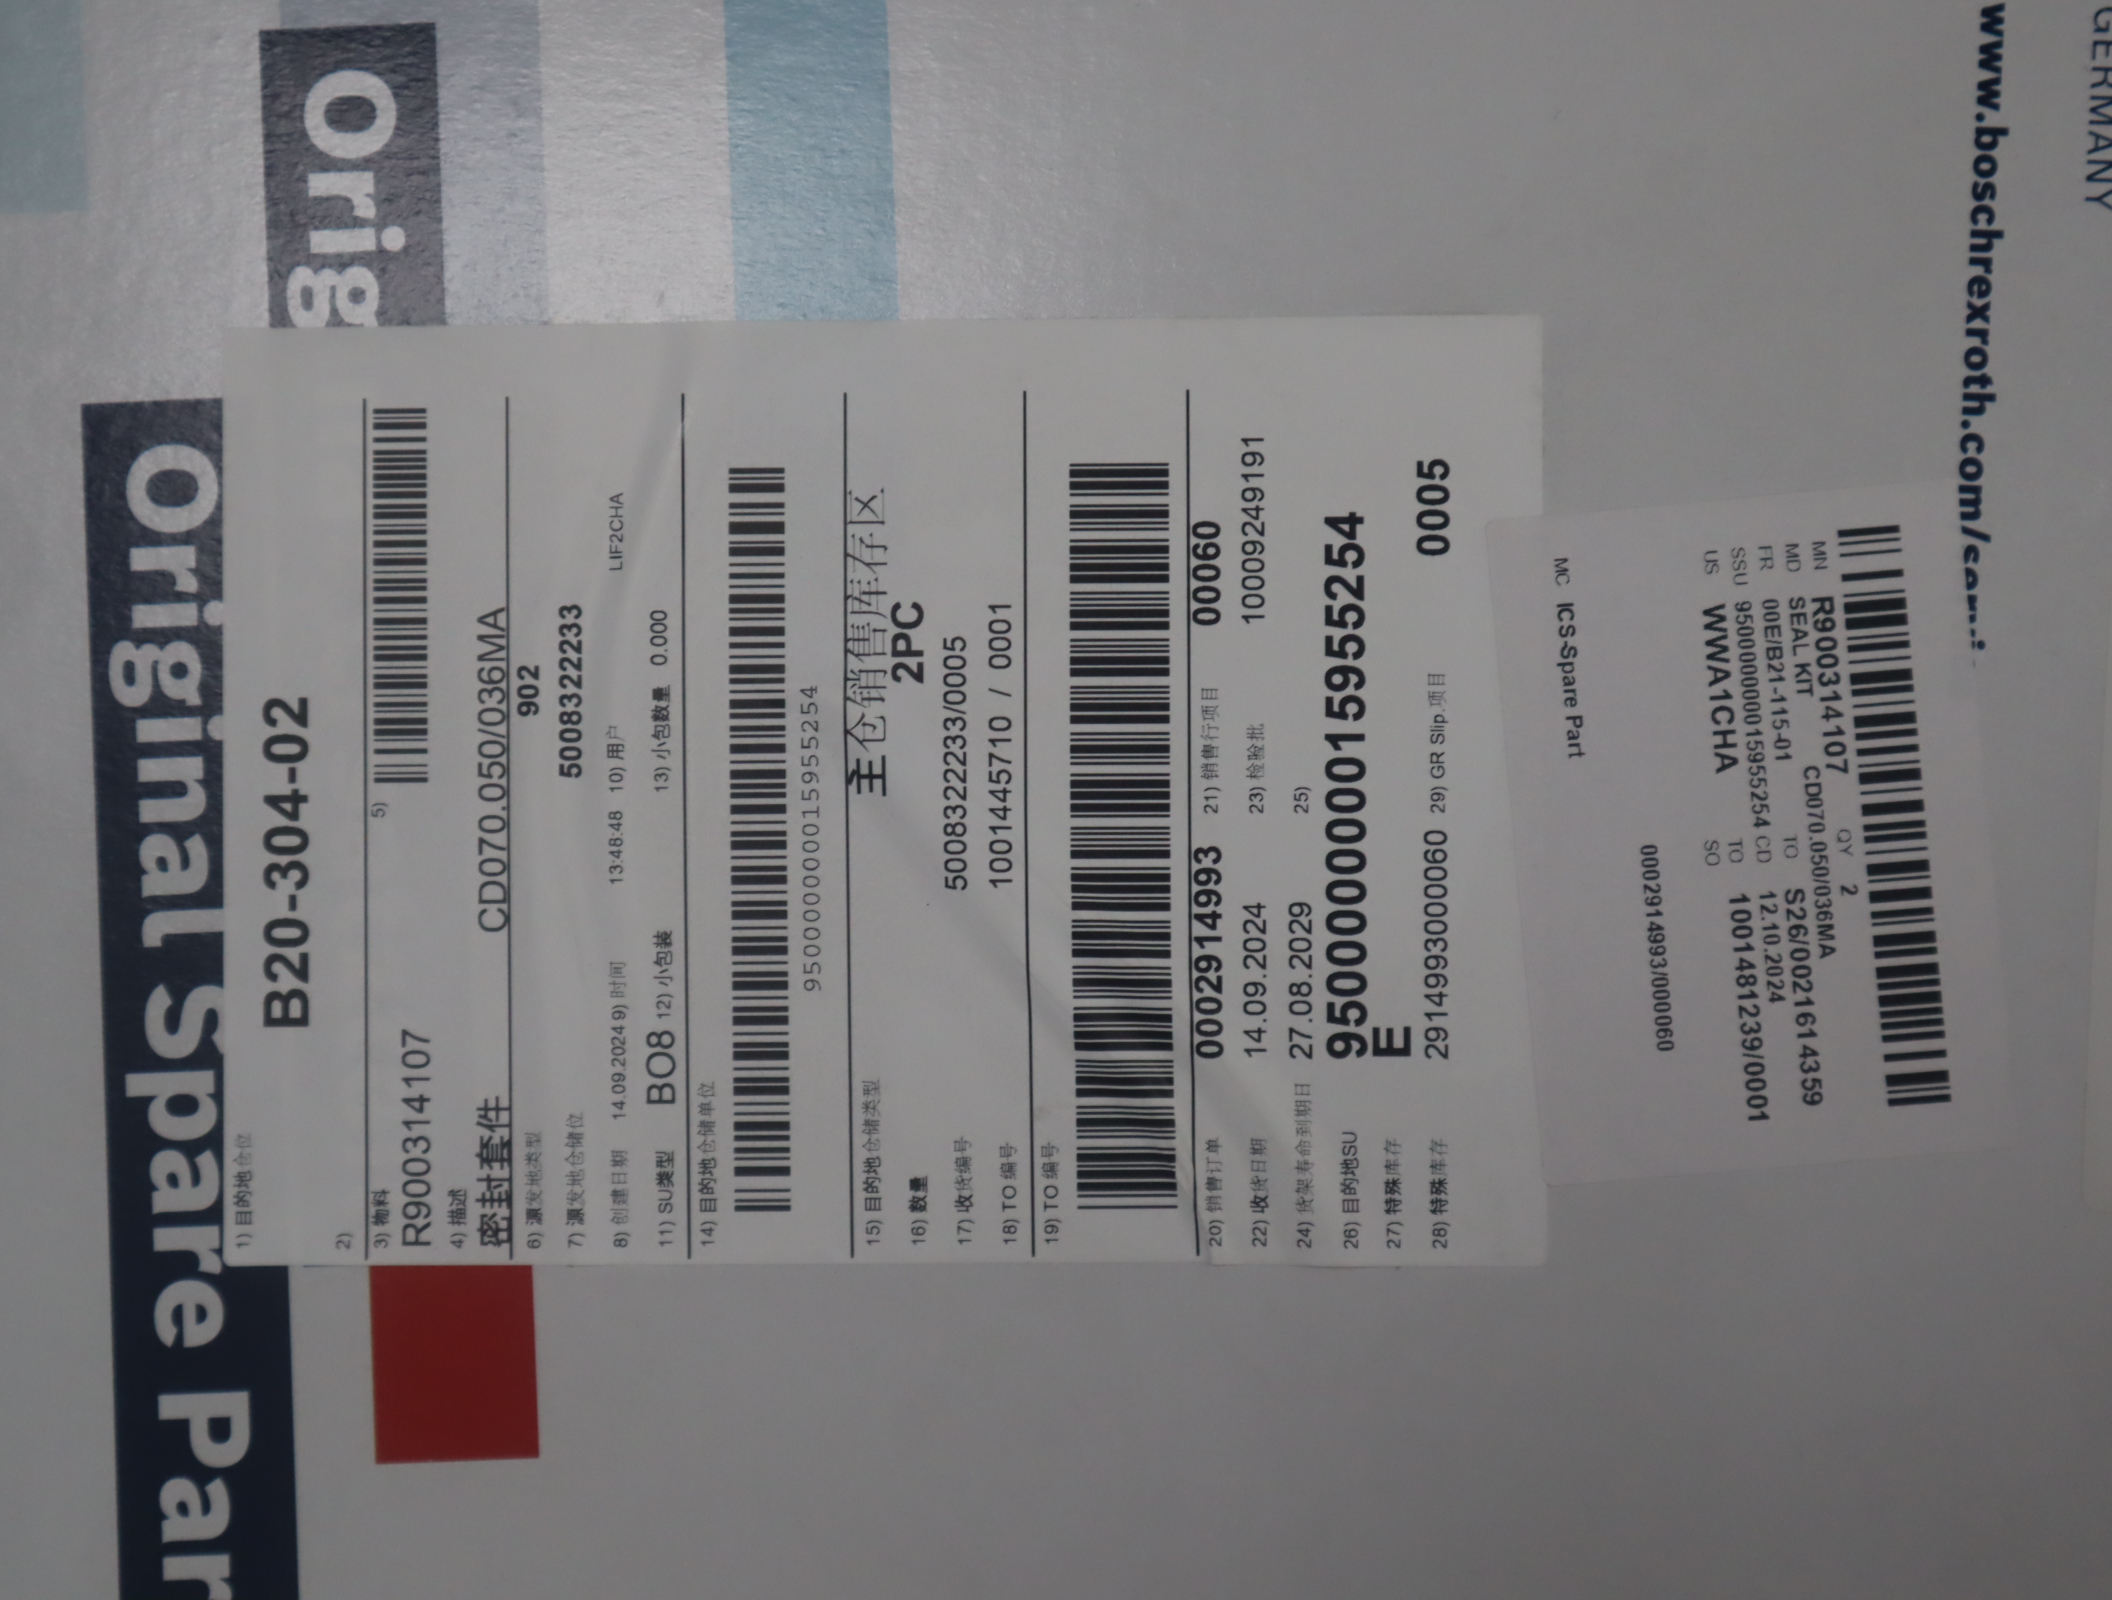 Orig
Original Spare Par
www.boschrexroth.com/
GERMANY
1) 目的地仓位
B20-304-02
2)
3) 物料 5)
R900314107
4) 描述 CD070.050/036MA
密封套件
6) 源发地类型 902
7) 源发地仓储位 5008322233
8) 创建日期 14.09.2024 9) 时间 13:48:48 10) 用户 LIF2CHA
11) SU类型 BO8 12) 小包装 13) 小包数量 0.000
14) 目的地仓储单位
95000000001595525​4
15) 目的地仓储类型 主仓销售库存区
16) 数量 2PC
17) 收货编号 5008322233/0005
18) TO 编号 1001445710 / 0001
19) TO 编号
20) 销售订单 0002914993 21) 销售行项目 00060
22) 收货日期 14.09.2024 23) 检验批 100092491​91
24) 货架寿命到期日 27.08.2029 25)
26) 目的地SU 950000000015955254
27) 特殊库存 E
28) 特殊库存 2914993000060 29) GR Slip.项目 0005
MN R900314107 QY 2
MD SEAL KIT CD070.050/036MA
FR 00E/B21-115-01 TO S26/0021614359
SSU 950000000015955254 CD 12.10.2024
US WWA1CHA TO 1001481239/0001
SO
0002914993/000060
MC ICS-Spare Part